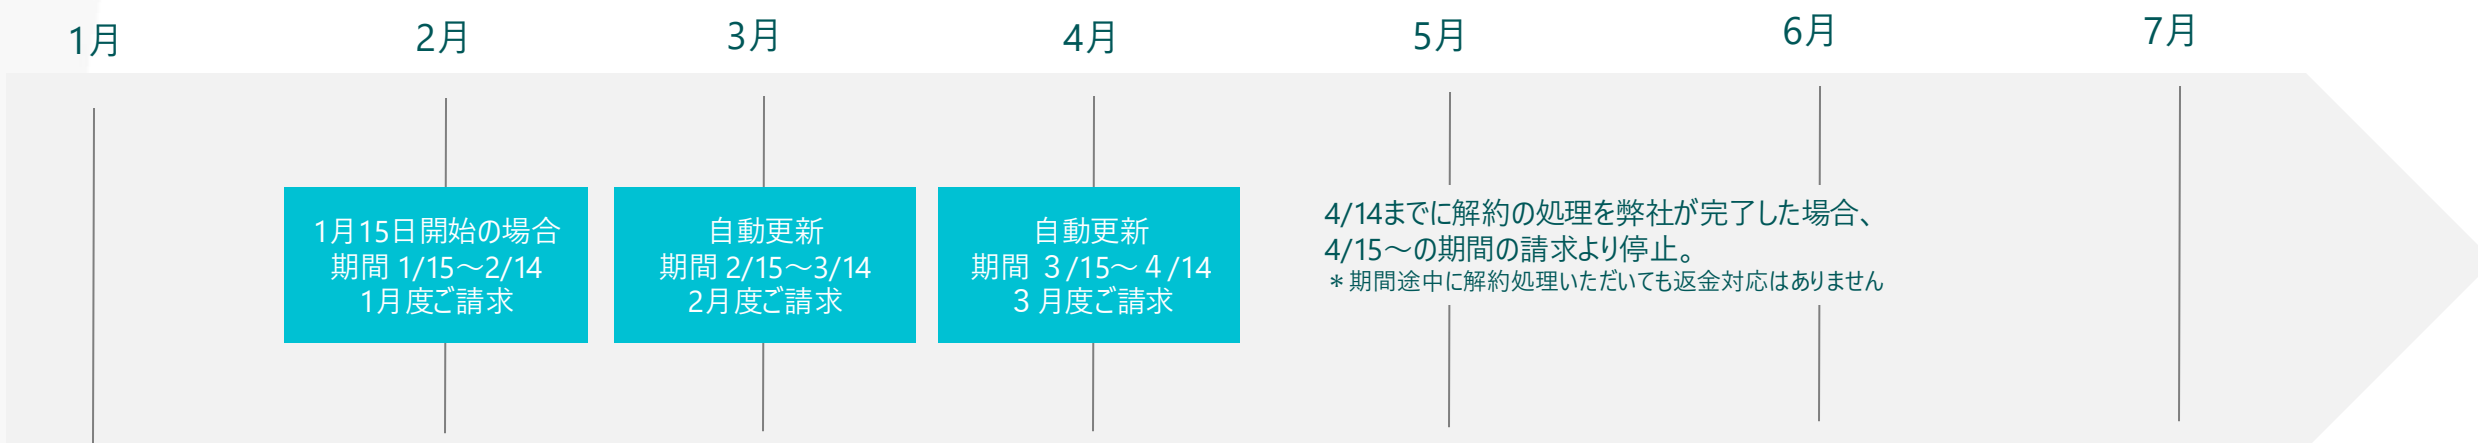 1月
2月
3月
4月
5月
6月
7月
1月15日開始の場合
期間 1/15～2/14
1月度ご請求
自動更新
期間 2/15～3/14
2月度ご請求
自動更新
期間 ３/15～４/14
３月度ご請求
4/14までに解約の処理を弊社が完了した場合、
4/15～の期間の請求より停止。
＊期間途中に解約処理いただいても返金対応はありません